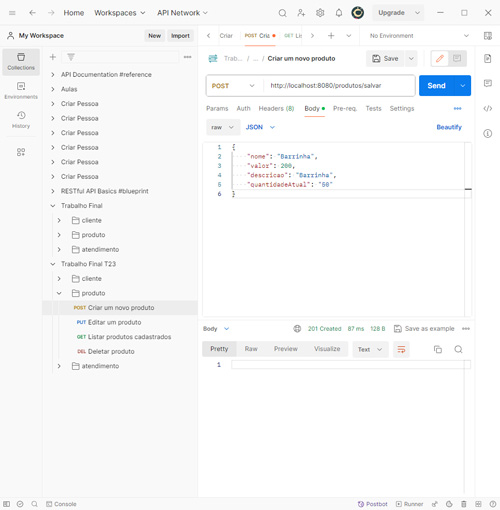 Home Workspaces API Network Upgrade
My Workspace New Import
POST Criar POST Cria GET Lis No Environment
Collections
Environments
History
API Documentation #reference
Aulas
Criar Pessoa
Criar Pessoa
Criar Pessoa
Criar Pessoa
Criar Pessoa
Criar Pessoa
RESTful API Basics #blueprint
Trabalho Final
cliente
produto
atendimento
Trabalho Final T23
cliente
produto
POST Criar um novo produto
PUT Editar um produto
GET Listar produtos cadastrados
DEL Deletar produto
atendimento
Trab... / ... / Criar um novo produto Save
POST http://localhost:8080/produtos/salvar Send
Params Auth Headers (8) Body Pre-req. Tests Settings
raw JSON Beautify
1 {
2 "nome": "Barrinha",
3 "valor": 200,
4 "descricao": "Barrinha",
5 "quantidadeAtual": "50"
6 }
Body 201 Created 87 ms 128 B Save as example
Pretty Raw Preview Visualize Text
1
Console Postbot Runner